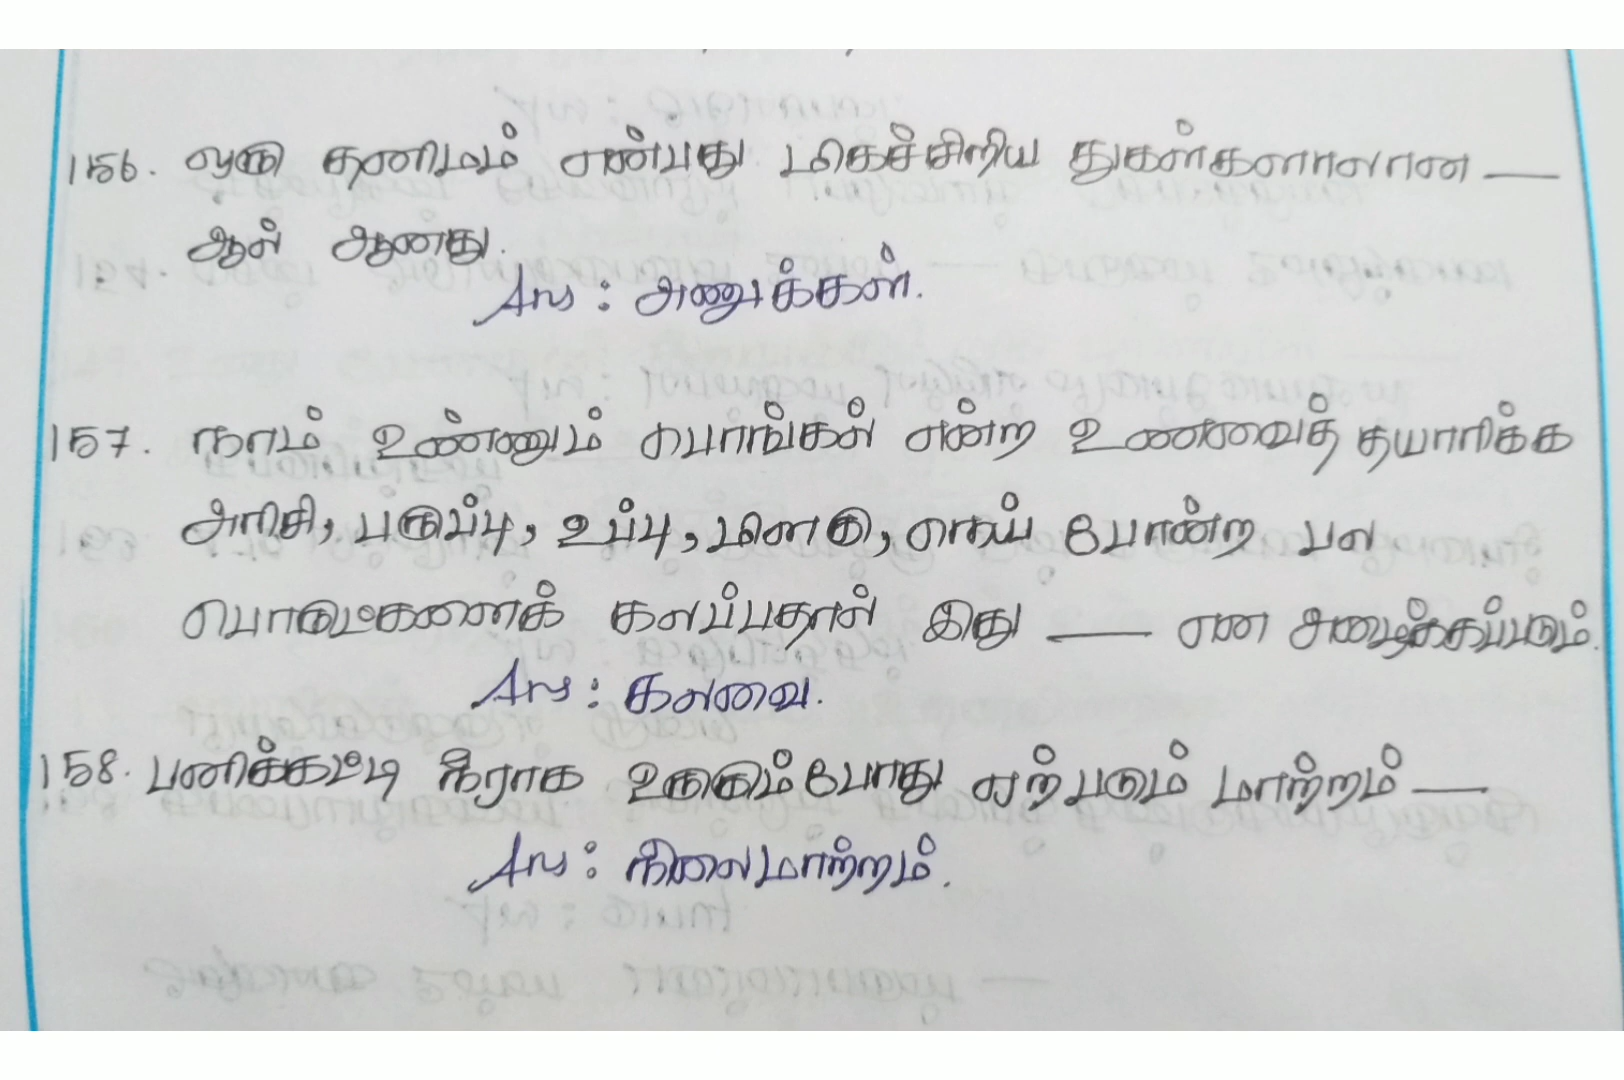 156. ஒரு தனிமம் என்பது மிகச்சிறிய துகள்களாலான —
ஆல் ஆனது.
Ans : அணுக்கள்.
157. நாம் உண்ணும் பொங்கல் என்ற உணவைத் தயாரிக்க
அரிசி, பருப்பு, உப்பு, மிளகு, நெய் போன்ற பல
பொருட்களைக் கலப்பதால் இது — என அழைக்கப்படும்.
Ans : கலவை.
158. பனிக்கட்டி நீராக உருகும்போது ஏற்படும் மாற்றம் —
Ans : நிலைமாற்றம்.